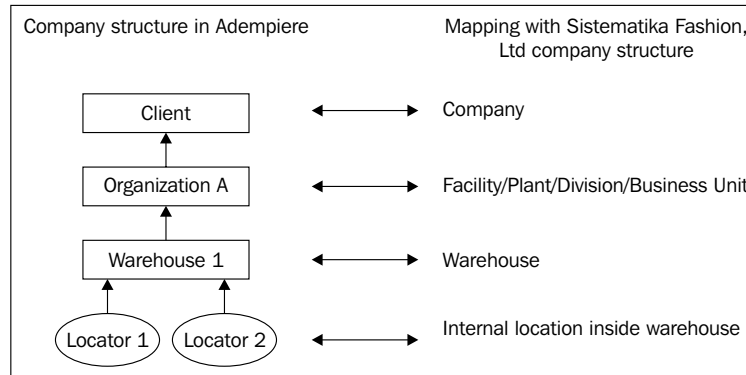 Company structure in Adempiere
Mapping with Sistematika Fashion,
Ltd company structure
Client
Company
Organization A
Facility/Plant/Division/Business Unit
Warehouse 1
Warehouse
Locator 1
Locator 2
Internal location inside warehouse